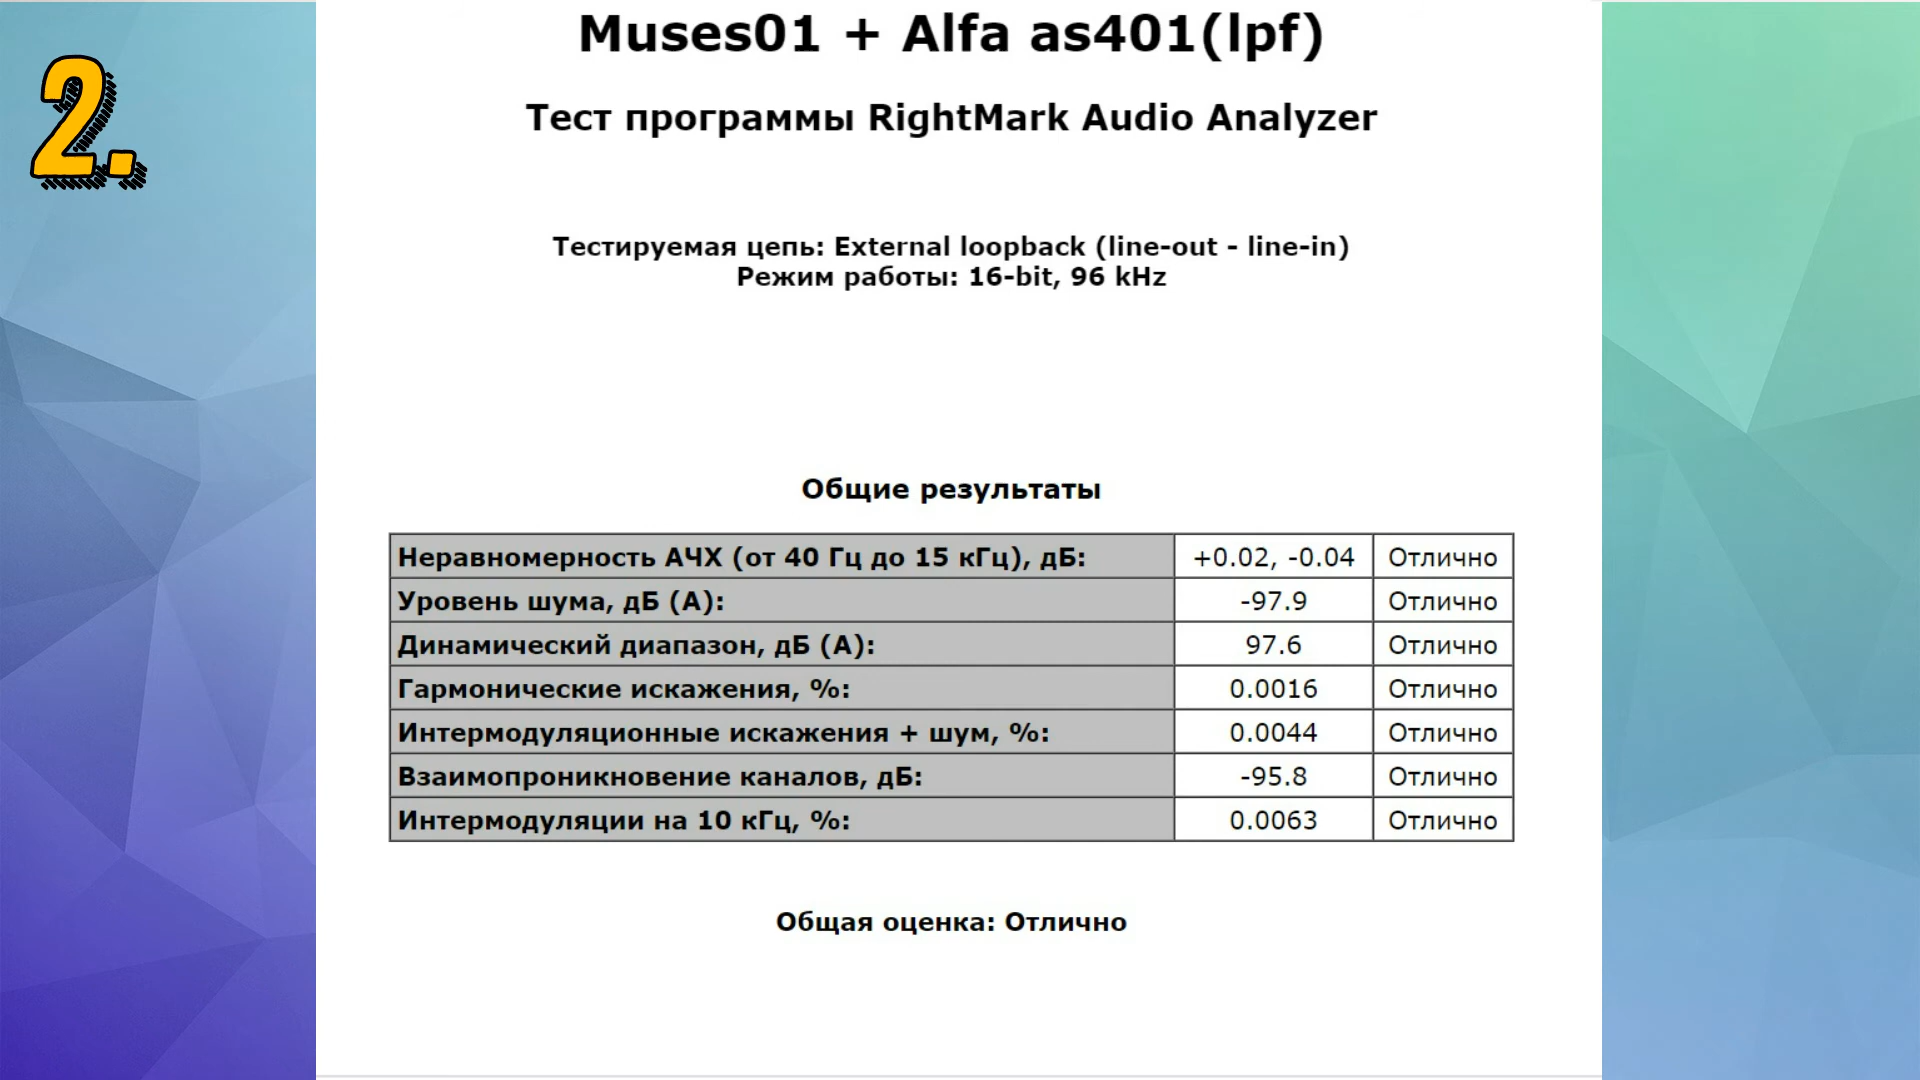 2.
Muses01 + Alfa as401(lpf)
Тест программы RightMark Audio Analyzer
Тестируемая цепь: External loopback (line-out - line-in)
Режим работы: 16-bit, 96 kHz
Общие результаты
Неравномерность АЧХ (от 40 Гц до 15 кГц), дБ: +0.02, -0.04 Отлично
Уровень шума, дБ (А): -97.9 Отлично
Динамический диапазон, дБ (А): 97.6 Отлично
Гармонические искажения, %: 0.0016 Отлично
Интермодуляционные искажения + шум, %: 0.0044 Отлично
Взаимопроникновение каналов, дБ: -95.8 Отлично
Интермодуляции на 10 кГц, %: 0.0063 Отлично
Общая оценка: Отлично